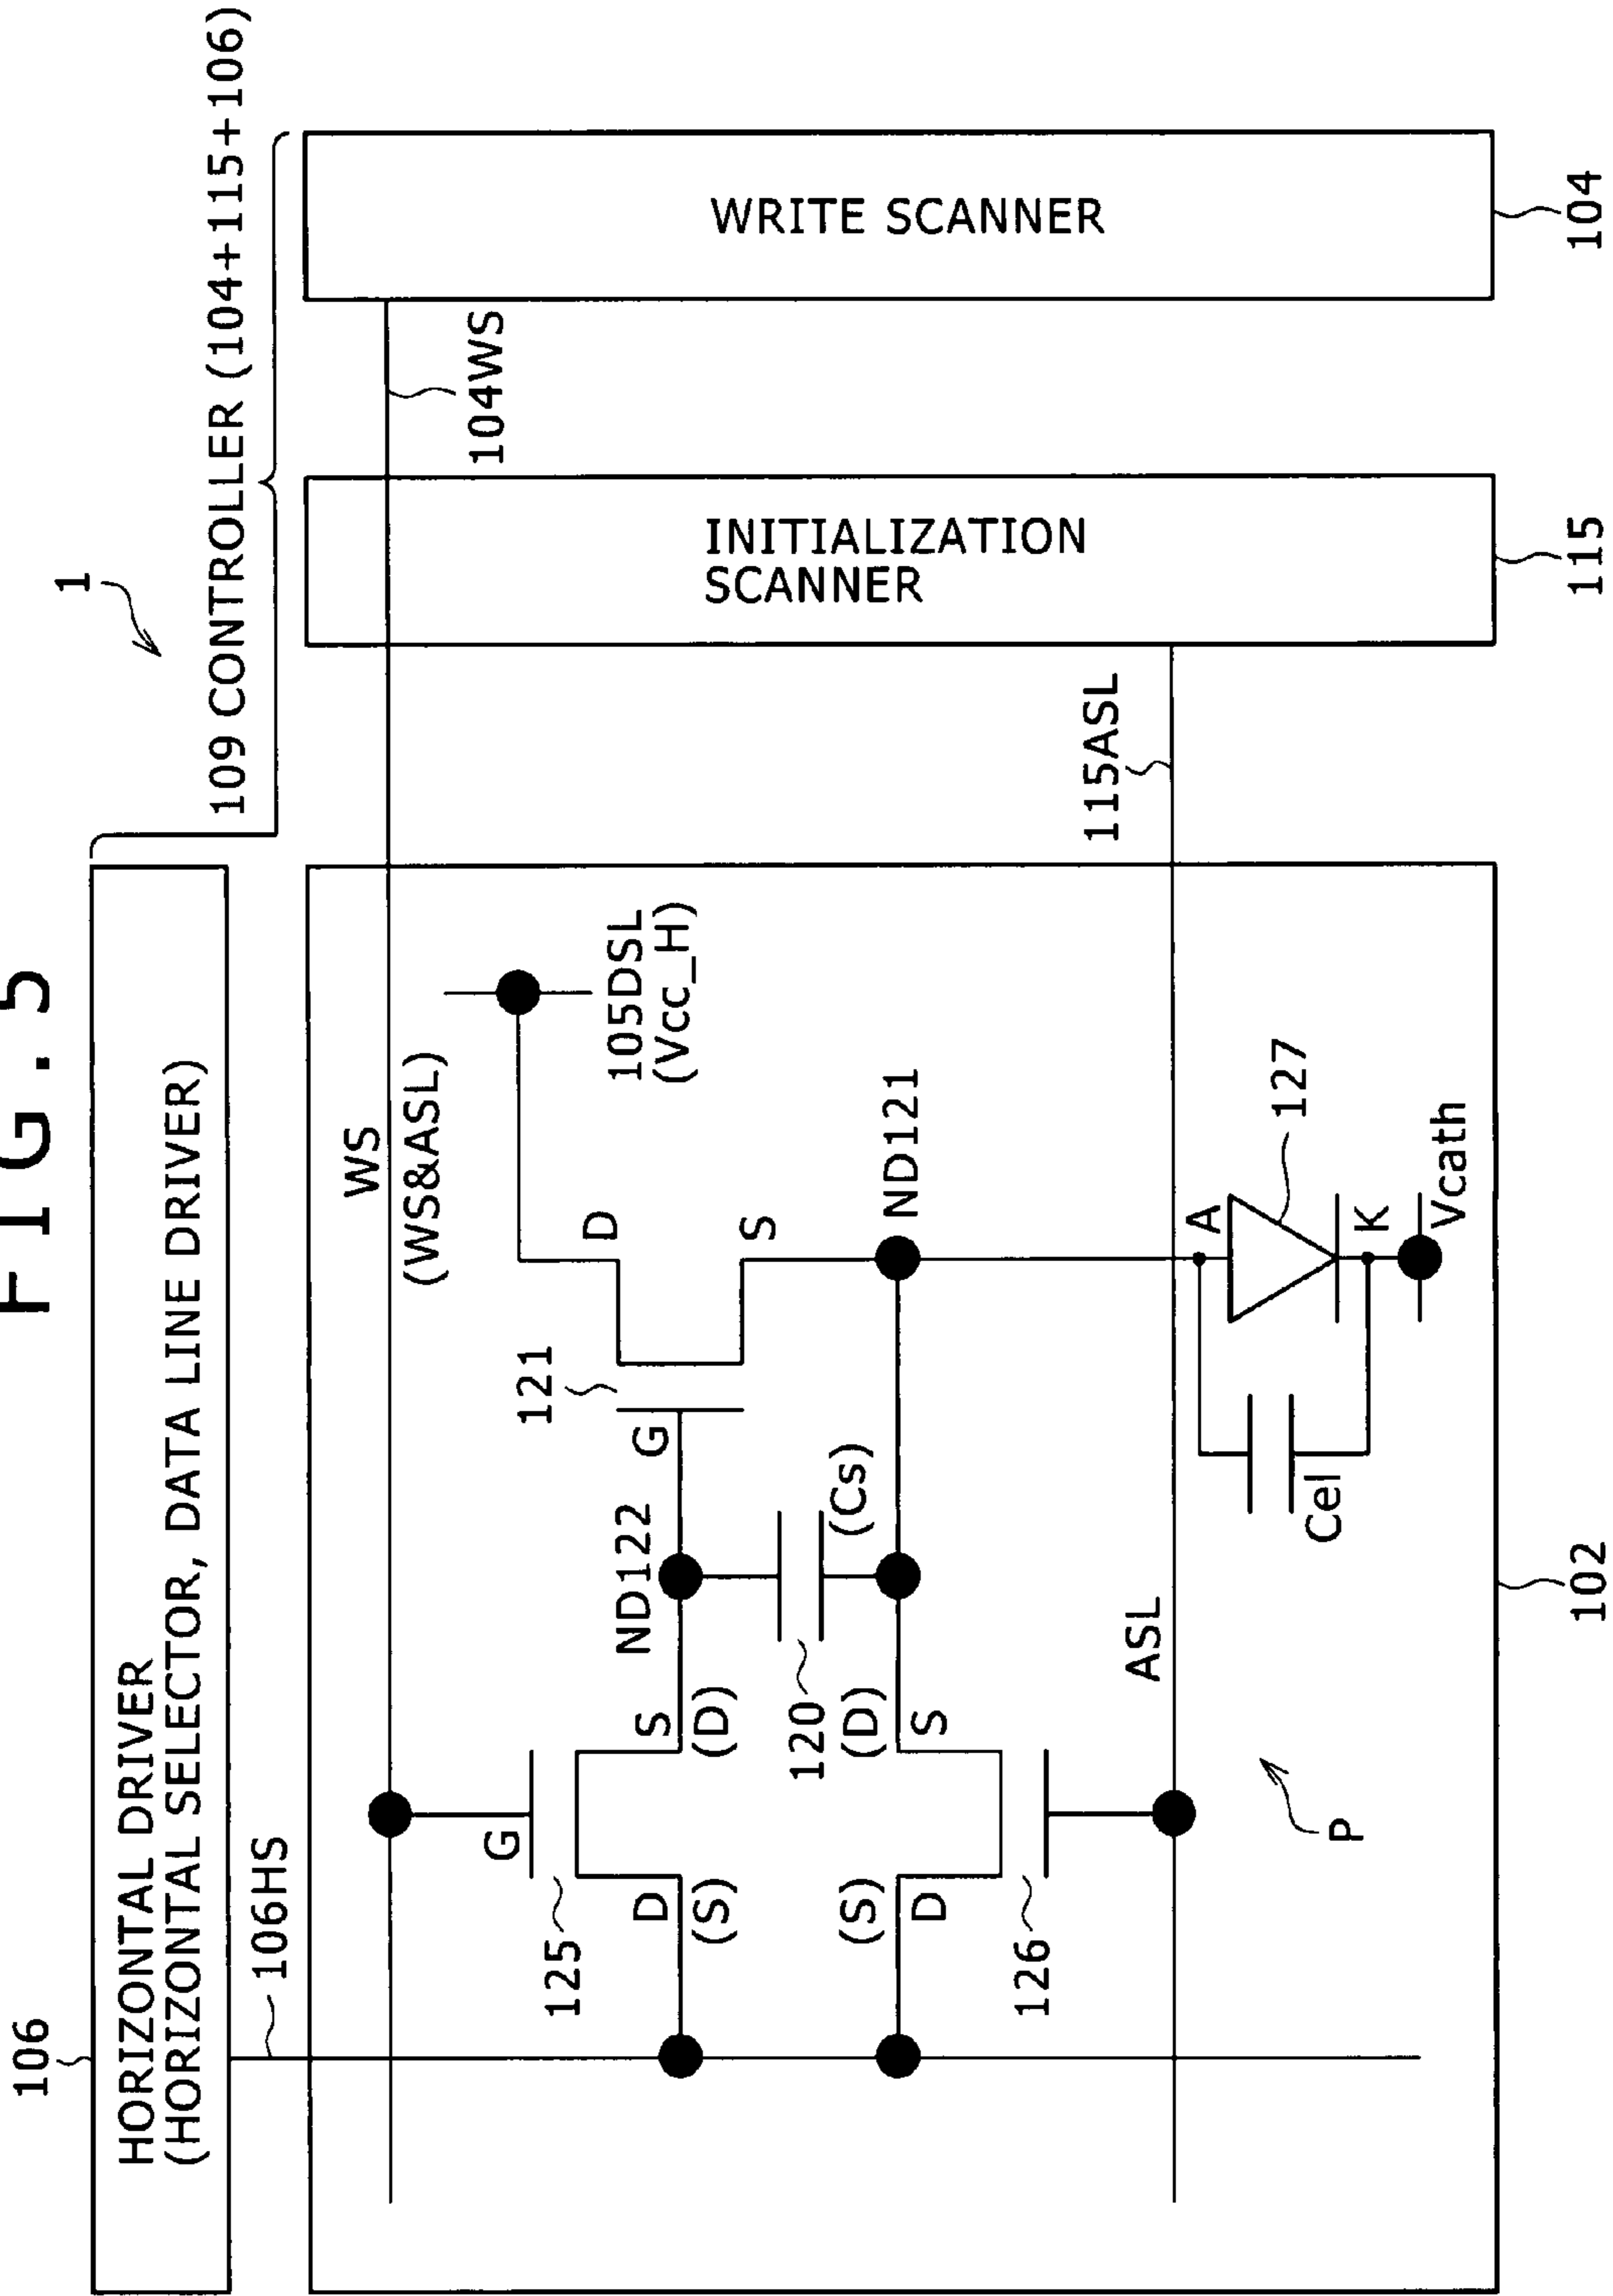 FIG. 5
1
109 CONTROLLER (104+115+106)
106
HORIZONTAL DRIVER
(HORIZONTAL SELECTOR, DATA LINE DRIVER)
106HS
WS
(WS&ASL)
104WS
WRITE SCANNER
INITIALIZATION
SCANNER
105DSL
(Vcc_H)
G
125
D
(S)
S
(D)
ND122
G
121
D
S
120
(Cs)
ND121
(S)
D
(D)
S
126
ASL
115ASL
P
Cel
A
K
127
Vcath
102
115
104